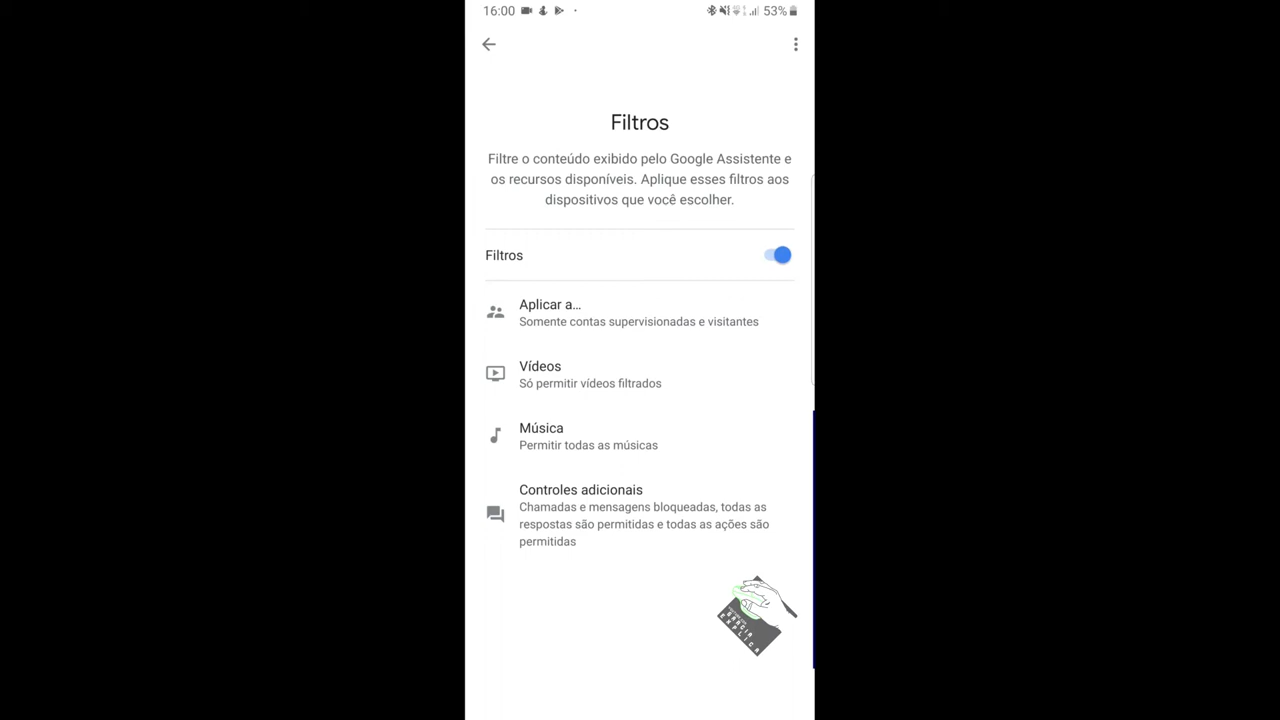 16:00
53%
Filtros
Filtre o conteúdo exibido pelo Google Assistente e
os recursos disponíveis. Aplique esses filtros aos
dispositivos que você escolher.
Filtros
Aplicar a...
Somente contas supervisionadas e visitantes
Vídeos
Só permitir vídeos filtrados
Música
Permitir todas as músicas
Controles adicionais
Chamadas e mensagens bloqueadas, todas as
respostas são permitidas e todas as ações são
permitidas
EXPLICA